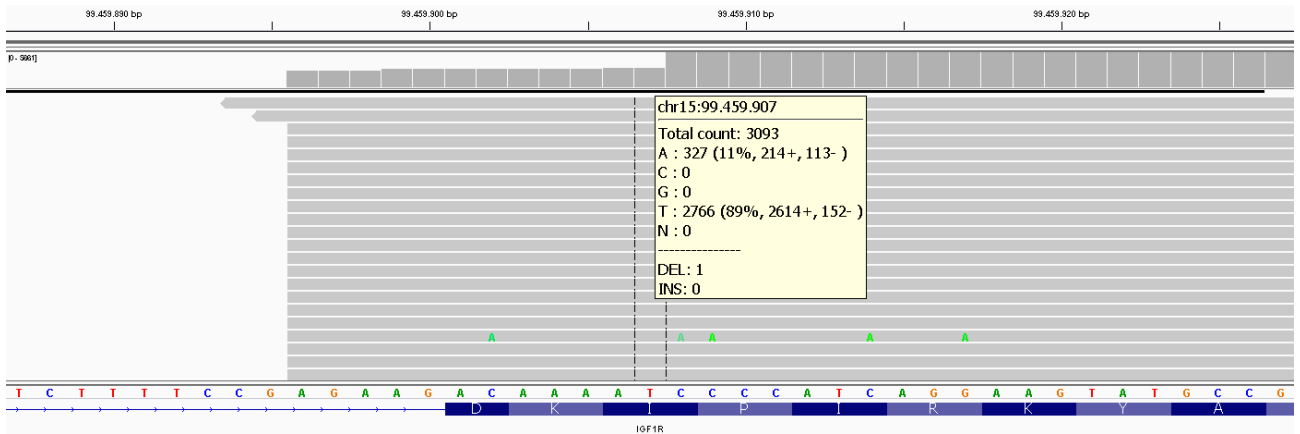 99.459.890 bp 99.459.900 bp 99.459.910 bp 99.459.920 bp
[0 - 5661]
chr15:99.459.907
Total count: 3093
A : 327 (11%, 214+, 113- )
C : 0
G : 0
T : 2766 (89%, 2614+, 152- )
N : 0
---------------
DEL: 1
INS: 0
A A A A A
T C T T T T C C G A G A A G A C A A A A T C C C C A T C A G G A A G T A T G C C G
D K I P I R K Y A
IGF1R